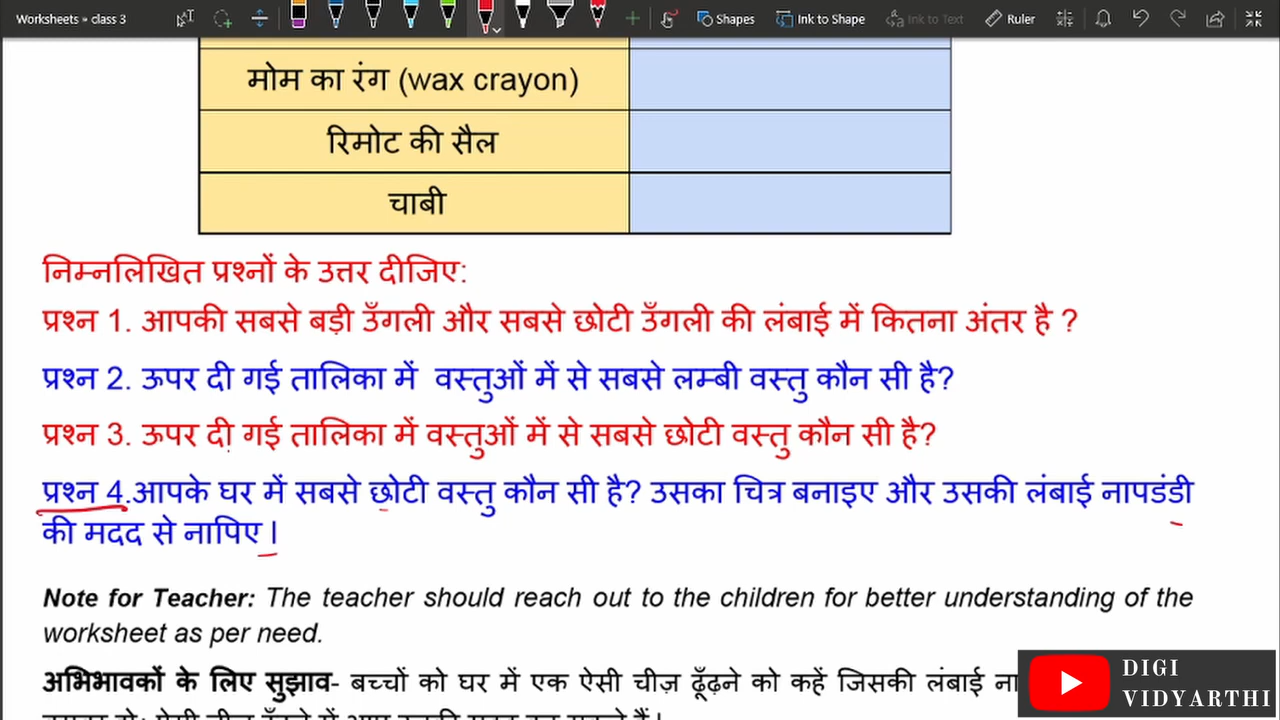 Worksheets » class 3
Shapes
Ink to Shape
Ink to Text
Ruler
मोम का रंग (wax crayon)
रिमोट की सैल
चाबी
निम्नलिखित प्रश्नों के उत्तर दीजिए:
प्रश्न 1. आपकी सबसे बड़ी उँगली और सबसे छोटी उँगली की लंबाई में कितना अंतर है ?
प्रश्न 2. ऊपर दी गई तालिका में वस्तुओं में से सबसे लम्बी वस्तु कौन सी है?
प्रश्न 3. ऊपर दी गई तालिका में वस्तुओं में से सबसे छोटी वस्तु कौन सी है?
प्रश्न 4.आपके घर में सबसे छोटी वस्तु कौन सी है? उसका चित्र बनाइए और उसकी लंबाई नापडंडी
की मदद से नापिए ।
Note for Teacher: The teacher should reach out to the children for better understanding of the
worksheet as per need.
अभिभावकों के लिए सुझाव- बच्चों को घर में एक ऐसी चीज़ ढूँढ़ने को कहें जिसकी लंबाई
DIGI
VIDYARTHI